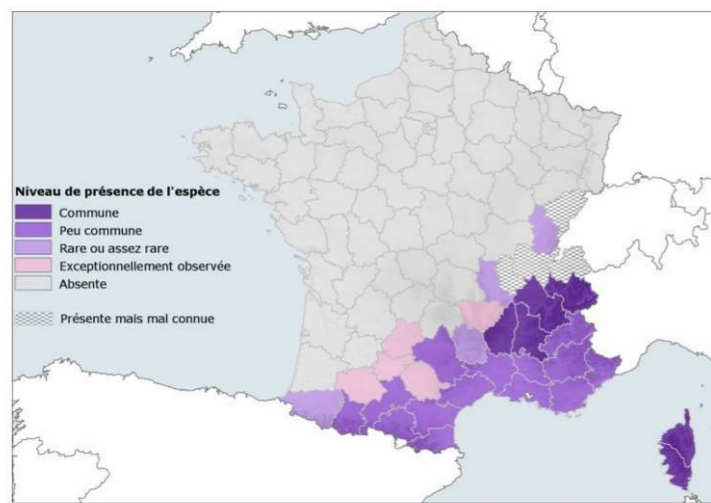 Niveau de présence de l'espèce
Commune
Peu commune
Rare ou assez rare
Exceptionnellement observée
Absente
Présente mais mal connue